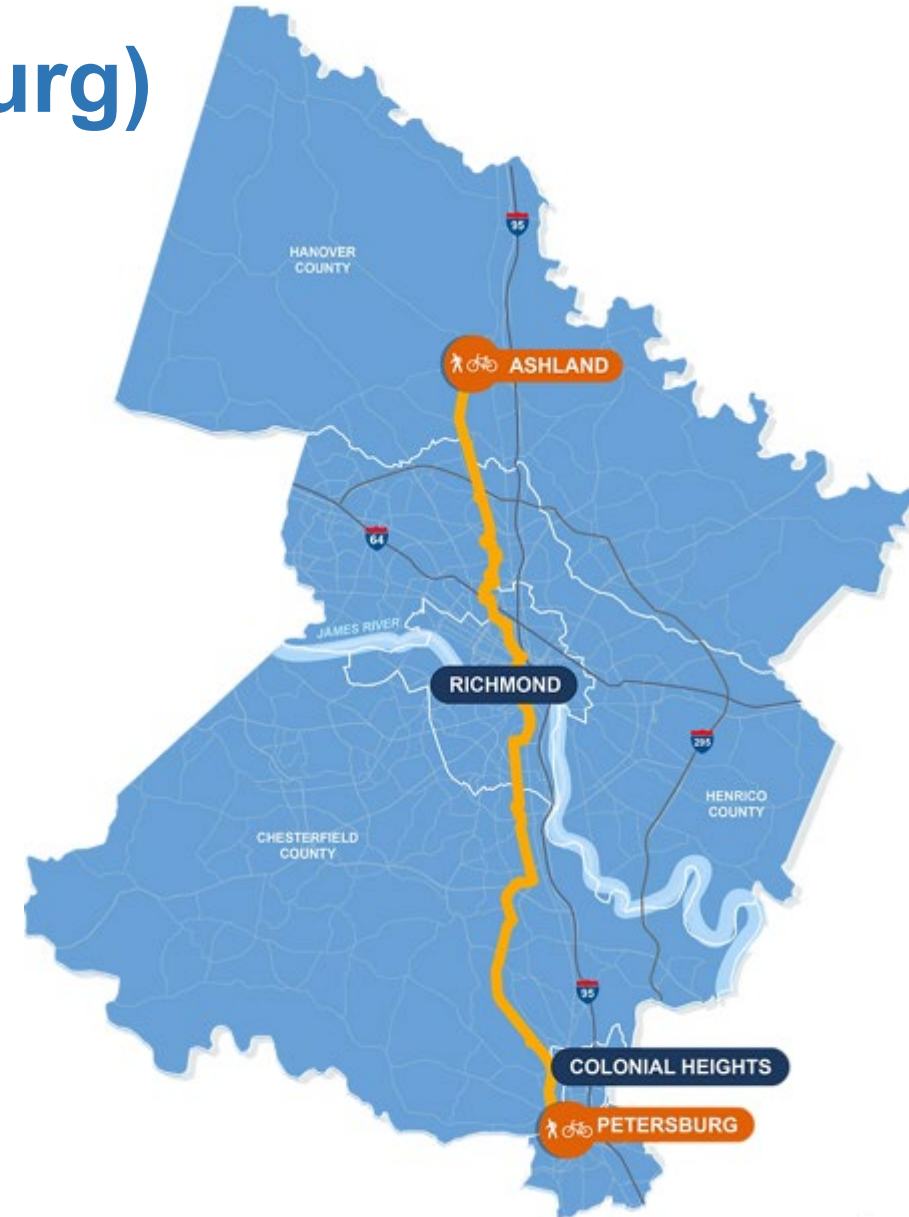 urg)
95
HANOVER
COUNTY
ASHLAND
64
JAMES RIVER
RICHMOND
295
HENRICO
COUNTY
CHESTERFIELD
COUNTY
95
COLONIAL HEIGHTS
PETERSBURG